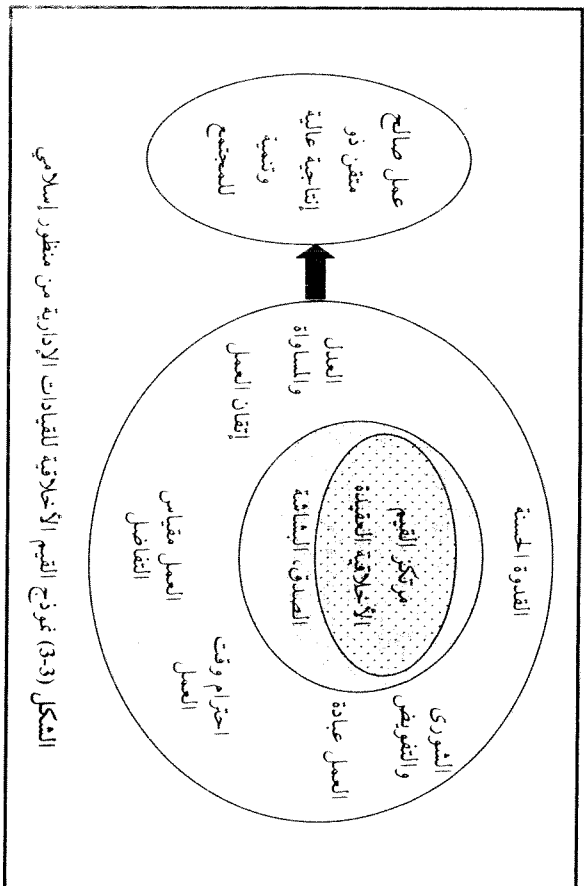 القدوة الحسنة
الشورى
والتفويض
العمل عبادة
احترام وقت
العمل
العمل مقياس
التفاضل
إتقان العمل
العدل
والمساواة
مرتكز القيم
الأخلاقية العقيدة
الصدق، البشاشة
عمل صالح
متقن ذو
إنتاجية عالية
وتنمية
للمجتمع
الشكل (3-3) نموذج القيم الأخلاقية للقيادات الإدارية من منظور إسلامي